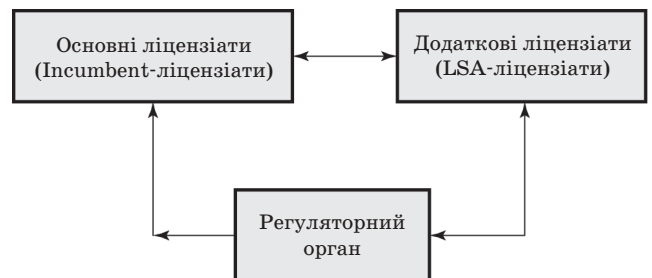 Основні ліцензіати
(Incumbent-ліцензіати)
Додаткові ліцензіати
(LSA-ліцензіати)
Регуляторний
орган